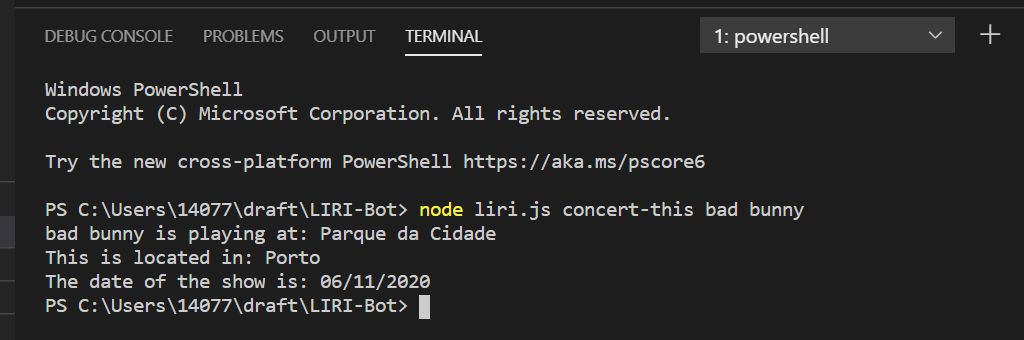 DEBUG CONSOLE PROBLEMS OUTPUT TERMINAL 1: powershell
Windows PowerShell
Copyright (C) Microsoft Corporation. All rights reserved.
Try the new cross-platform PowerShell https://aka.ms/pscore6
PS C:\Users\14077\draft\LIRI-Bot> node liri.js concert-this bad bunny
bad bunny is playing at: Parque da Cidade
This is located in: Porto
The date of the show is: 06/11/2020
PS C:\Users\14077\draft\LIRI-Bot>